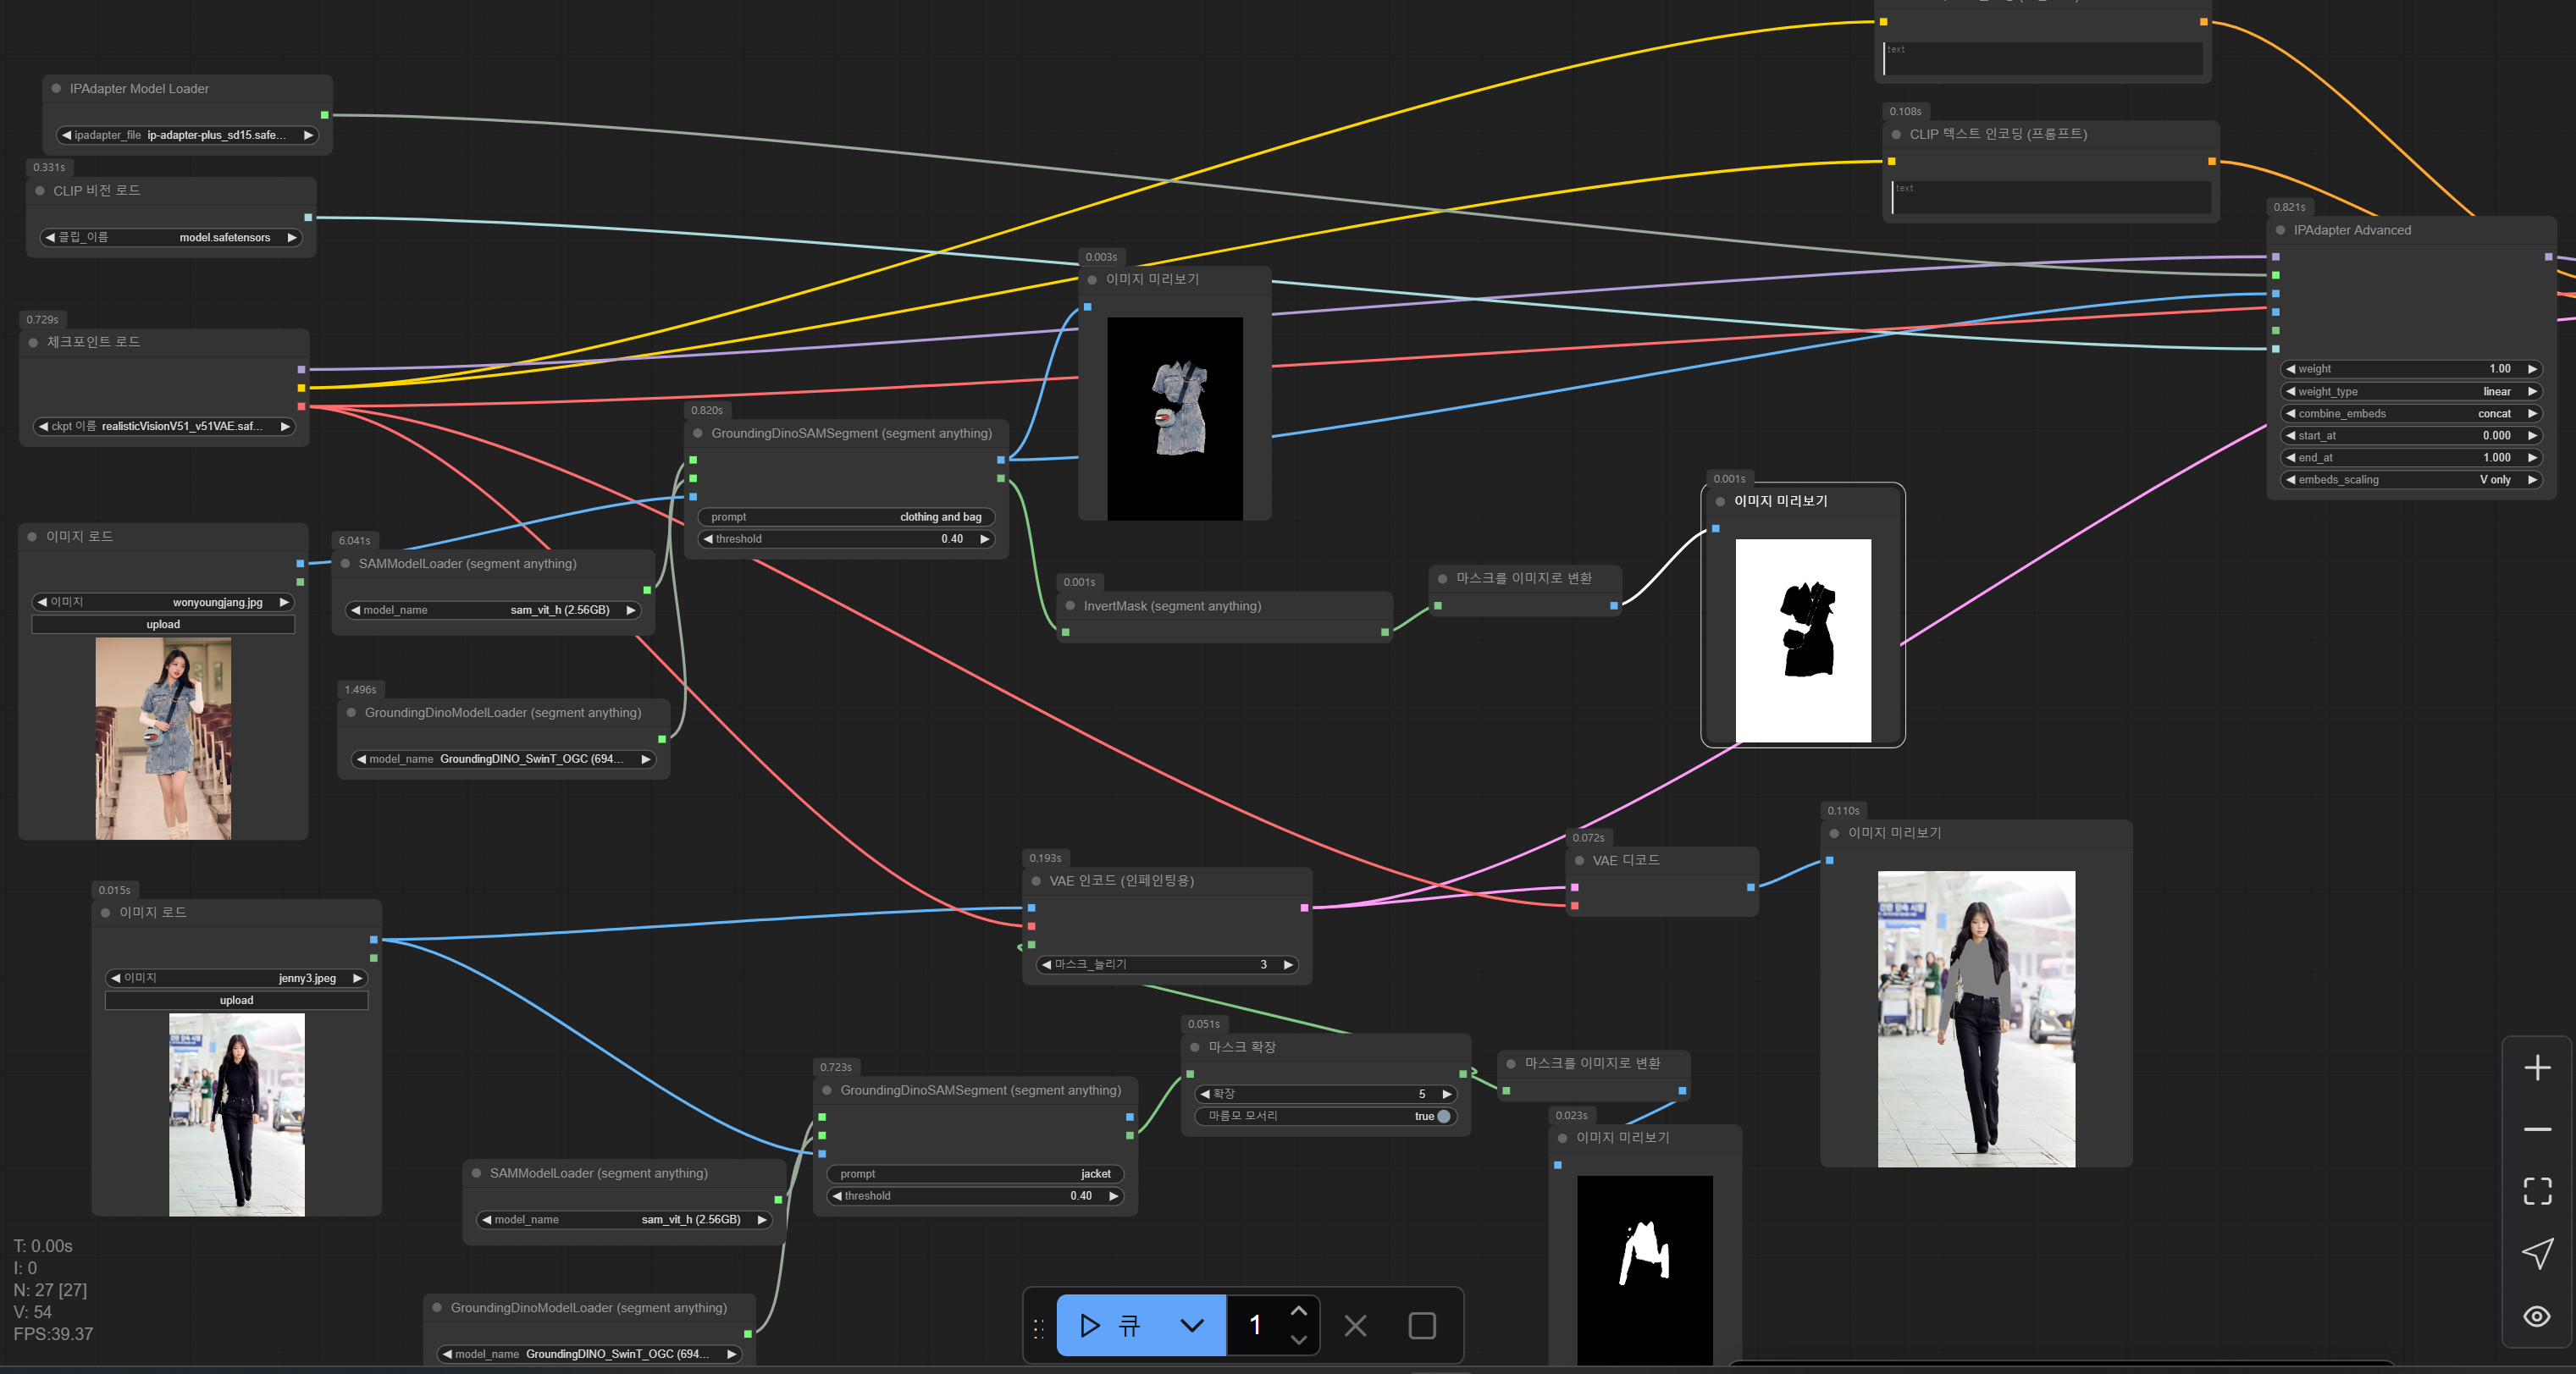 text
IPAdapter Model Loader
ipadapter_file ip-adapter-plus_sd15.safe...
0.331s
CLIP 비전 로드
클립_이름 model.safetensors
0.108s
CLIP 텍스트 인코딩 (프롬프트)
text
0.821s
IPAdapter Advanced
weight 1.00
weight_type linear
combine_embeds concat
start_at 0.000
end_at 1.000
embeds_scaling V only
0.003s
이미지 미리보기
0.729s
체크포인트 로드
ckpt 이름 realisticVisionV51_v51VAE.saf...
0.820s
GroundingDinoSAMSegment (segment anything)
prompt clothing and bag
threshold 0.40
0.001s
이미지 미리보기
이미지 로드
이미지 wonyoungjang.jpg
upload
6.041s
SAMModelLoader (segment anything)
model_name sam_vit_h (2.56GB)
0.001s
InvertMask (segment anything)
마스크를 이미지로 변환
1.496s
GroundingDinoModelLoader (segment anything)
model_name GroundingDINO_SwinT_OGC (694...
0.193s
VAE 인코드 (인페인팅용)
마스크_늘리기 3
0.072s
VAE 디코드
0.110s
이미지 미리보기
0.015s
이미지 로드
이미지 jenny3.jpeg
upload
0.051s
마스크 확장
확장 5
마름모 모서리 true
마스크를 이미지로 변환
0.023s
이미지 미리보기
0.723s
GroundingDinoSAMSegment (segment anything)
prompt jacket
threshold 0.40
SAMModelLoader (segment anything)
model_name sam_vit_h (2.56GB)
GroundingDinoModelLoader (segment anything)
model_name GroundingDINO_SwinT_OGC (694...
T: 0.00s
I: 0
N: 27 [27]
V: 54
FPS:39.37
큐
1